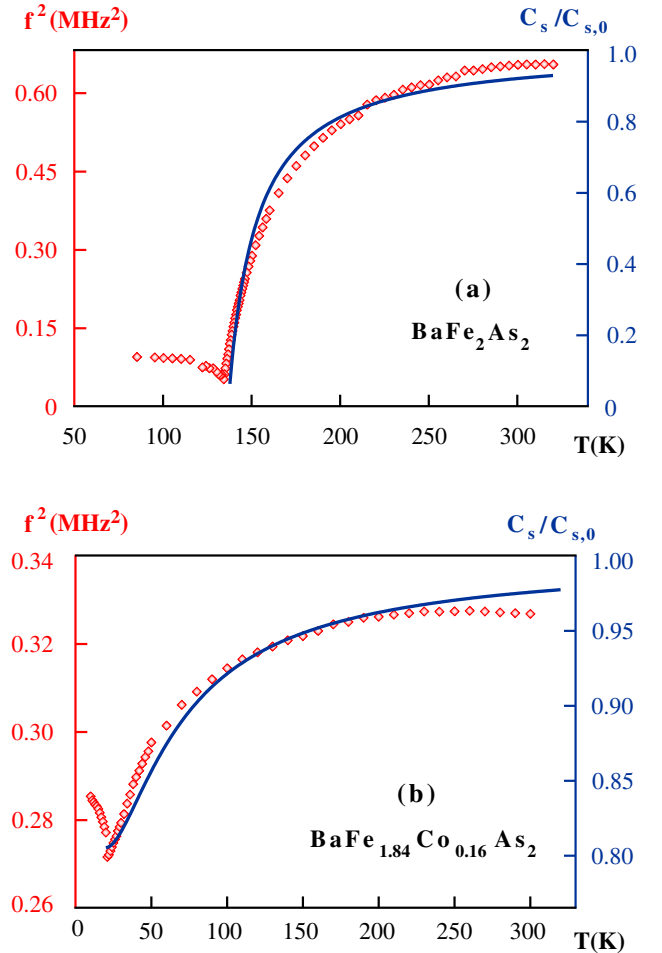 f²(MHz²) C_s/C_{s,0}
1.0
0.60
0.8
0.45
0.6
0.30
0.4
(a)
BaFe₂As₂
0.15
0.2
0 0
50 100 150 200 250 300 T(K)
f²(MHz²) C_s/C_{s,0}
0.34 1.00
0.32
0.95
0.30
0.90
0.28
0.85
(b)
BaFe₁.₈₄Co₀.₁₆As₂
0.27
0.80
0.26
50 100 150 200 250 300 T(K)